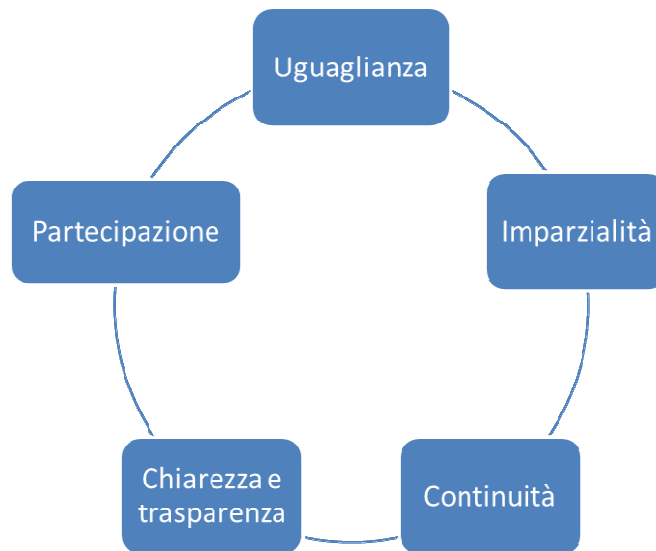 Uguaglianza
Partecipazione
Imparzialità
Chiarezza e
trasparenza
Continuità